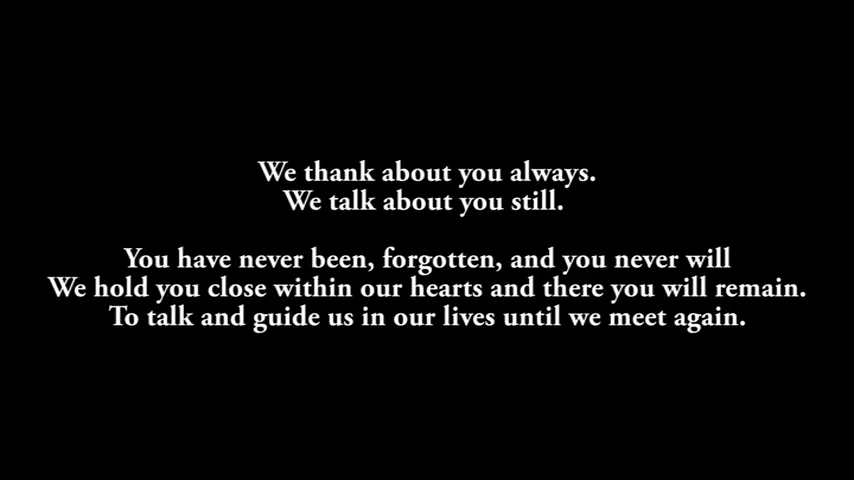 We thank about you always.
We talk about you still.
You have never been, forgotten, and you never will
We hold you close within our hearts and there you will remain.
To talk and guide us in our lives until we meet again.